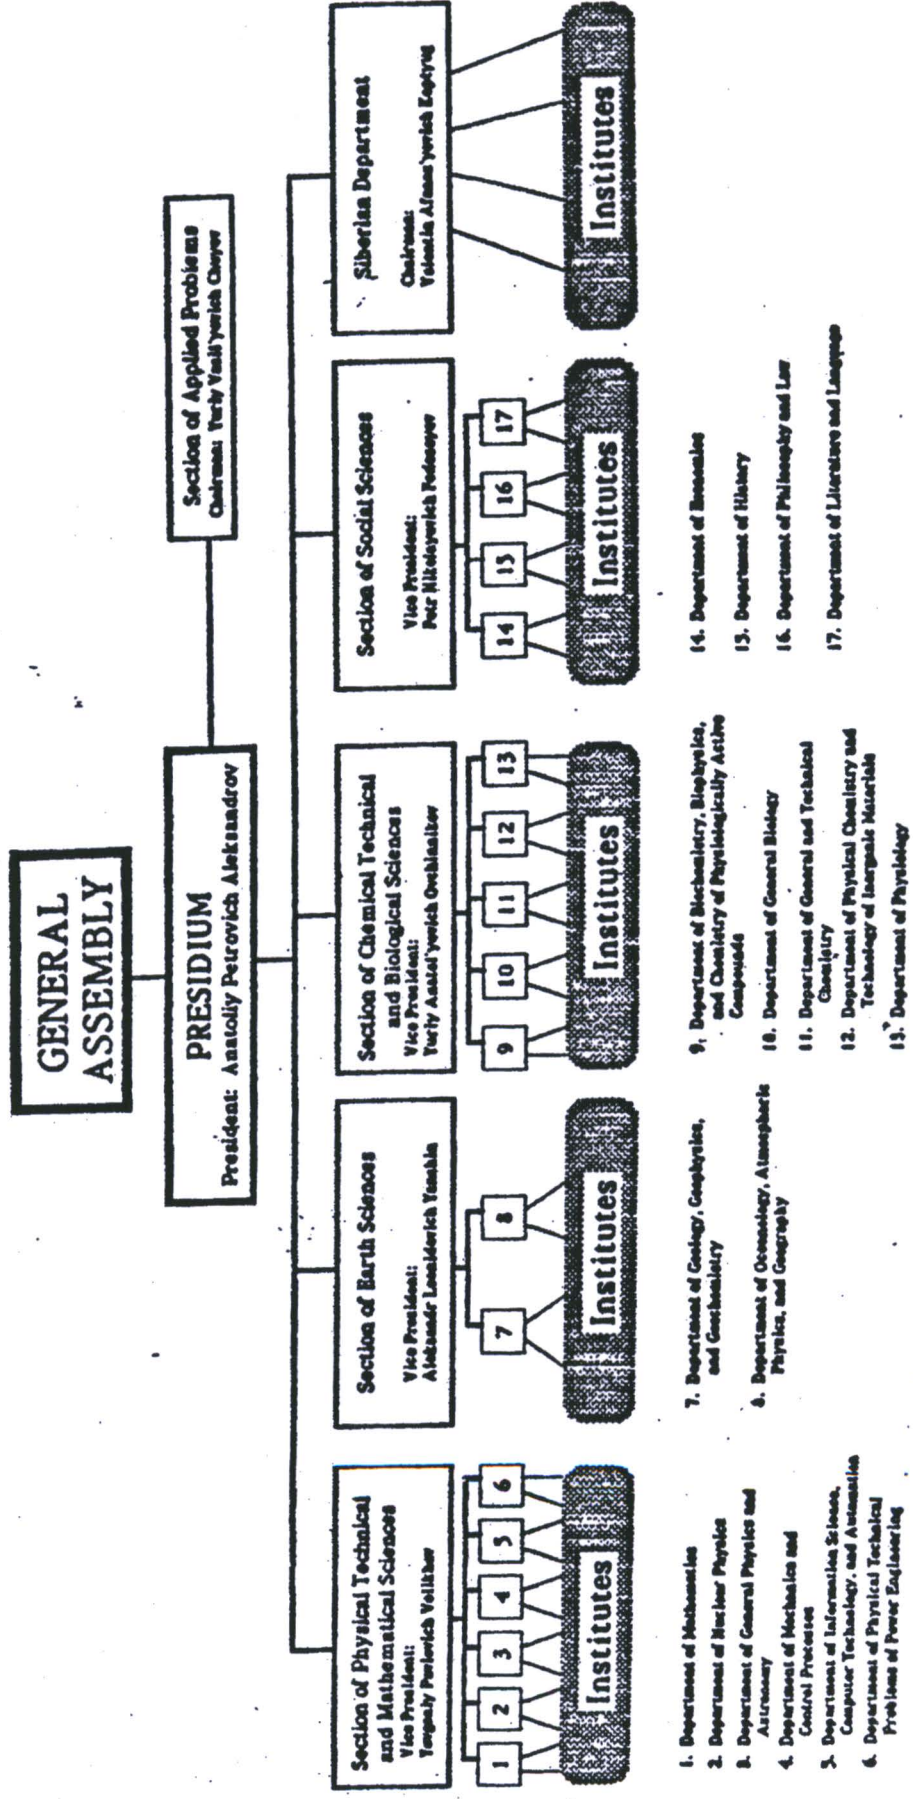 GENERAL
ASSEMBLY
PRESIDIUM
President: Anatoliy Petrovich Aleksandrov
Section of Applied Problems
Chairman: Yuriy Vasil'yevich Chuyev
Section of Physical Technical
and Mathematical Sciences
Vice President:
Yevgeniy Pavlovich Velikhov
1
2
3
4
5
6
Institutes
Section of Earth Sciences
Vice President:
Aleksandr Leonidovich Yanshin
7
8
Institutes
Section of Chemical Technical
and Biological Sciences
Vice President:
Yuriy Anatol'yevich Ovchinnikov
9
10
11
12
13
Institutes
Section of Social Sciences
Vice President:
Petr Nikolayevich Fedoseyev
14
15
16
17
Institutes
Siberian Department
Chairman:
Valentin Afanas'yevich Koptyug
Institutes
1. Department of Mathematics
2. Department of Nuclear Physics
3. Department of General Physics and
Astronomy
4. Department of Mechanics and
Control Processes
5. Department of Information Science,
Computer Technology, and Automation
6. Department of Physical Technical
Problems of Power Engineering
7. Department of Geology, Geophysics,
and Geochemistry
8. Department of Oceanology, Atmospheric
Physics, and Geography
9. Department of Biochemistry, Biophysics,
and Chemistry of Physiologically Active
Compounds
10. Department of General Biology
11. Department of General and Technical
Chemistry
12. Department of Physical Chemistry and
Technology of Inorganic Materials
13. Department of Physiology
14. Department of Economics
15. Department of History
16. Department of Philosophy and Law
17. Department of Literature and Language